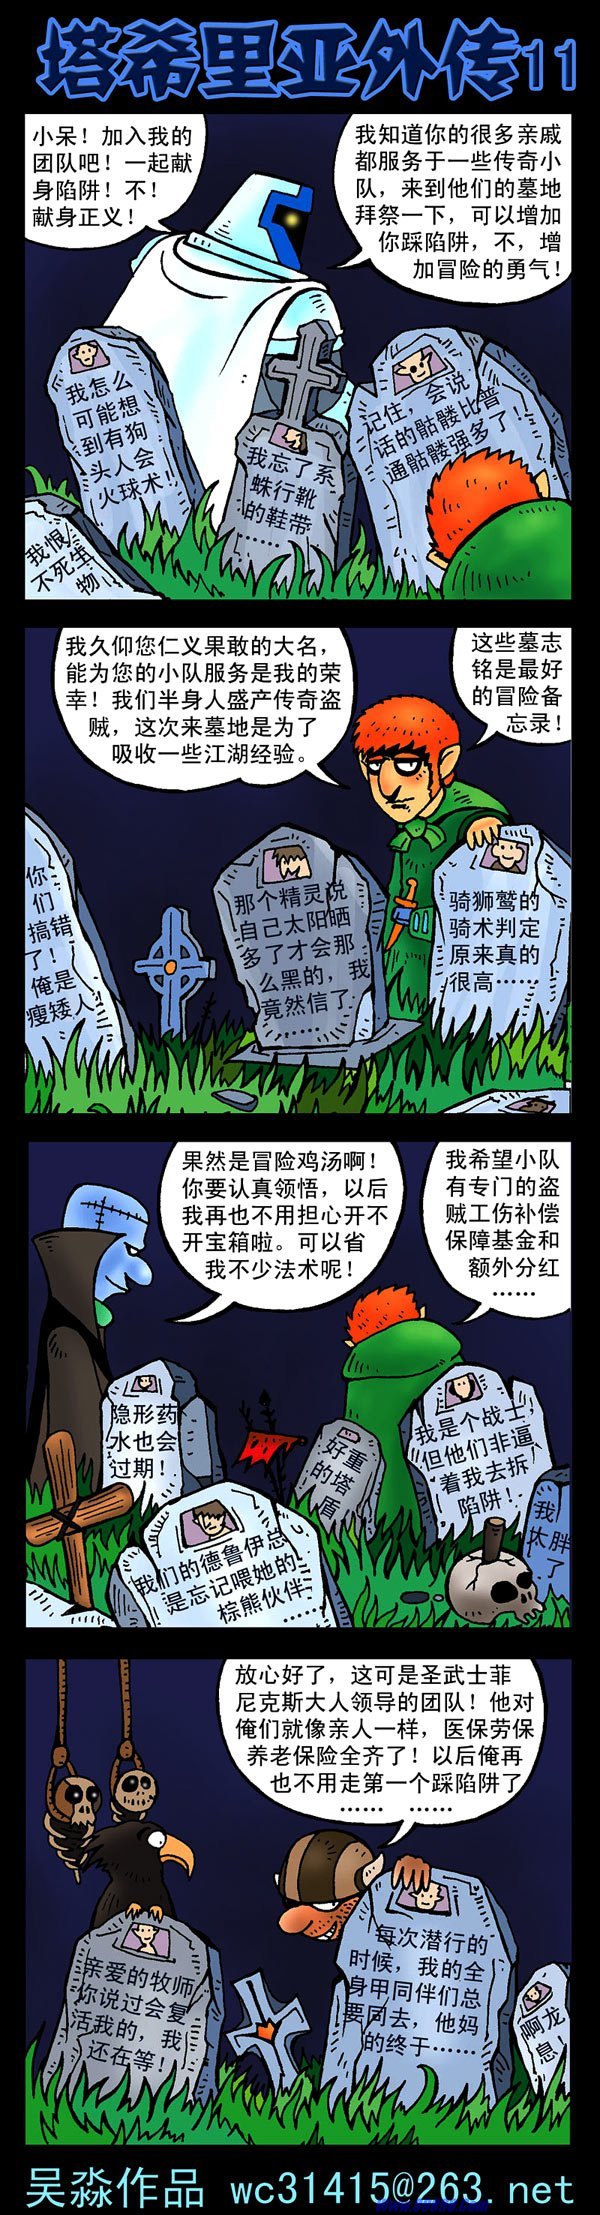 塔希里亚外传11
小呆！加入我的
团队吧！一起献
身陷阱！不！
献身正义！
我知道你的很多亲戚
都服务于一些传奇小
队，来到他们的墓地
拜祭一下，可以增加
你踩陷阱，不，增
加冒险的勇气！
我怎么
可能想
到有狗
头人会
火球术！
我忘了系
蛛行靴
的鞋带
……
记住，会说
话的骷髅比普
通骷髅强多了！
我恨
不死生
物
我久仰您仁义果敢的大名，
能为您的小队服务是我的荣
幸！我们半身人盛产传奇盗
贼，这次来墓地是为了
吸收一些江湖经验。
这些墓志
铭是最好
的冒险备
忘录！
你
们
搞错
了！
俺是
瘦矮人
那个精灵说
自己太阳晒
多了才会那
么黑的，我
竟然信了
……
骑狮鹫的
骑术判定
原来真的
很高……
果然是冒险鸡汤啊！
你要认真领悟，以后
我再也不用担心开不
开宝箱啦。可以省
我不少法术呢！
我希望小队
有专门的盗
贼工伤补偿
保障基金和
额外分红
……
隐形药
水也会
过期！
好重
的塔
盾
我是个战士，
但他们非逼
着我去拆
陷阱！
我
太胖
了
我们的德鲁伊总
是忘记喂她的
棕熊伙伴……
放心好了，这可是圣武士菲
尼克斯大人领导的团队！他对
俺们就像亲人一样，医保劳保
养老保险全齐了！以后俺再
也不用走第一个踩陷阱了
…… ……
亲爱的牧师
你说过会复
活我的，我
还在等！
每次潜行的
时候，我的全
身甲同伴们总
要同去，他妈
的终于……
啊龙
息
吴淼作品 wc31415@263.net